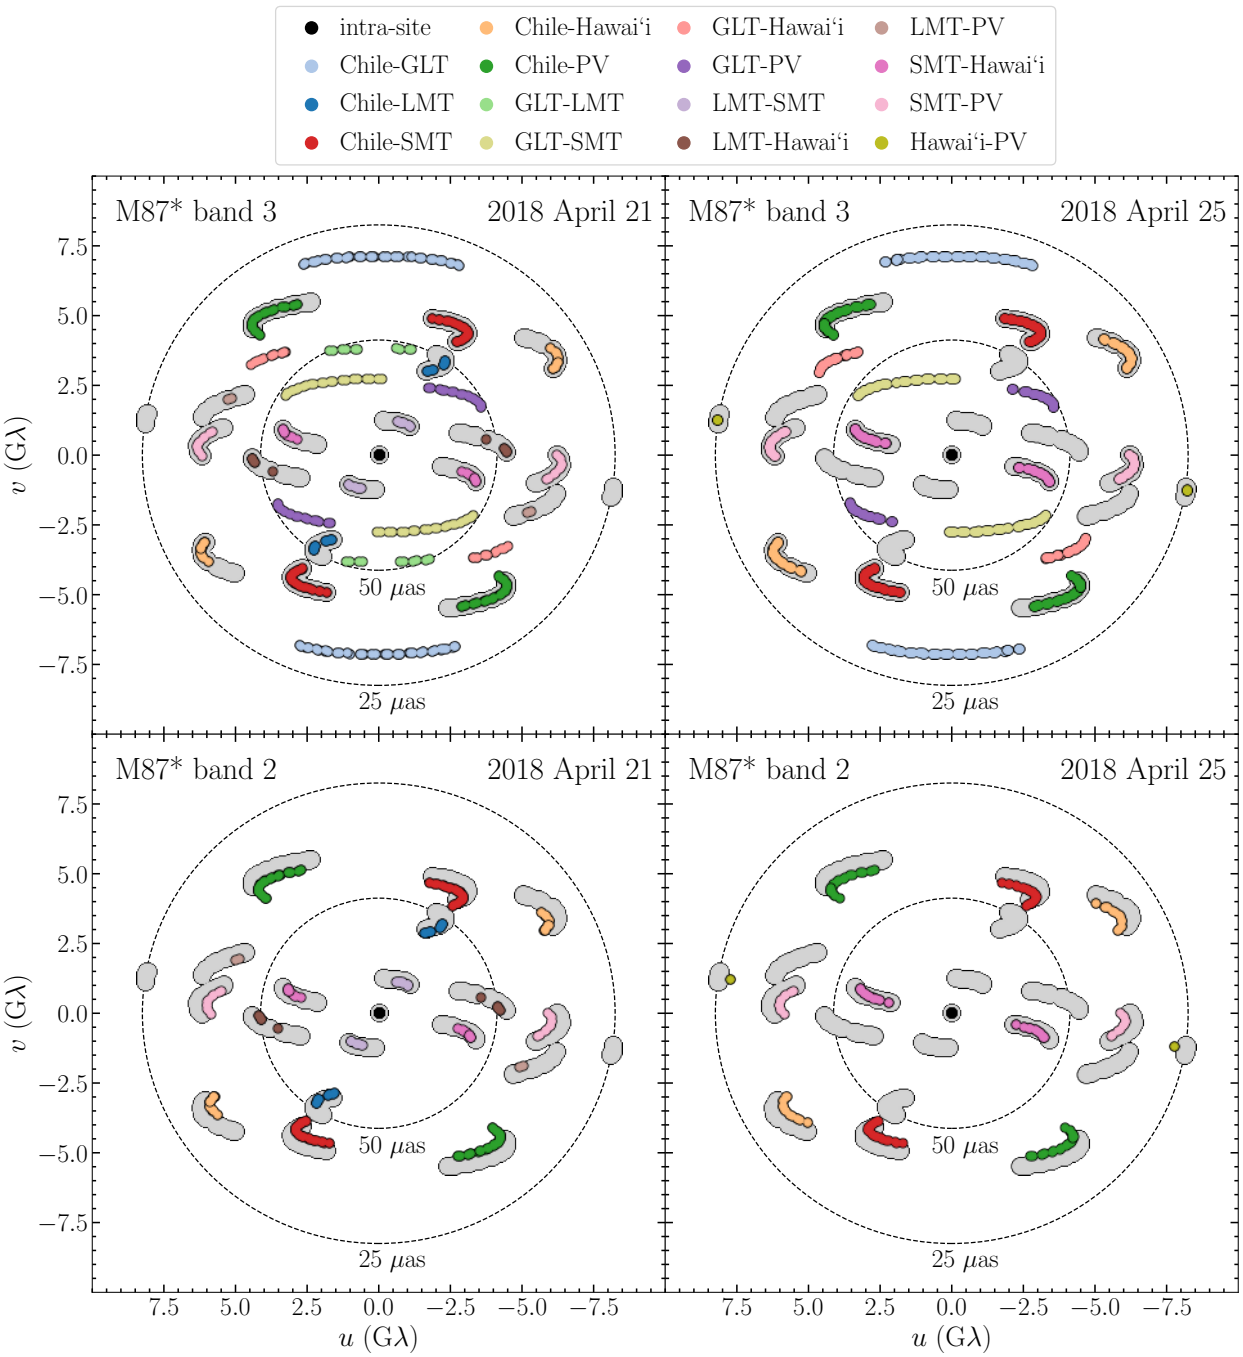 intra-site Chile-Hawai‘i GLT-Hawai‘i LMT-PV
Chile-GLT Chile-PV GLT-PV SMT-Hawai‘i
Chile-LMT GLT-LMT LMT-SMT SMT-PV
Chile-SMT GLT-SMT LMT-Hawai‘i Hawai‘i-PV
M87* band 3 2018 April 21 M87* band 3 2018 April 25
7.5
5.0
2.5
0.0
−2.5
−5.0
−7.5
v (Gλ)
50 μas 50 μas
25 μas 25 μas
M87* band 2 2018 April 21 M87* band 2 2018 April 25
7.5
5.0
2.5
0.0
−2.5
−5.0
−7.5
v (Gλ)
50 μas 50 μas
25 μas 25 μas
7.5 5.0 2.5 0.0 −2.5 −5.0 −7.5 7.5 5.0 2.5 0.0 −2.5 −5.0 −7.5
u (Gλ) u (Gλ)